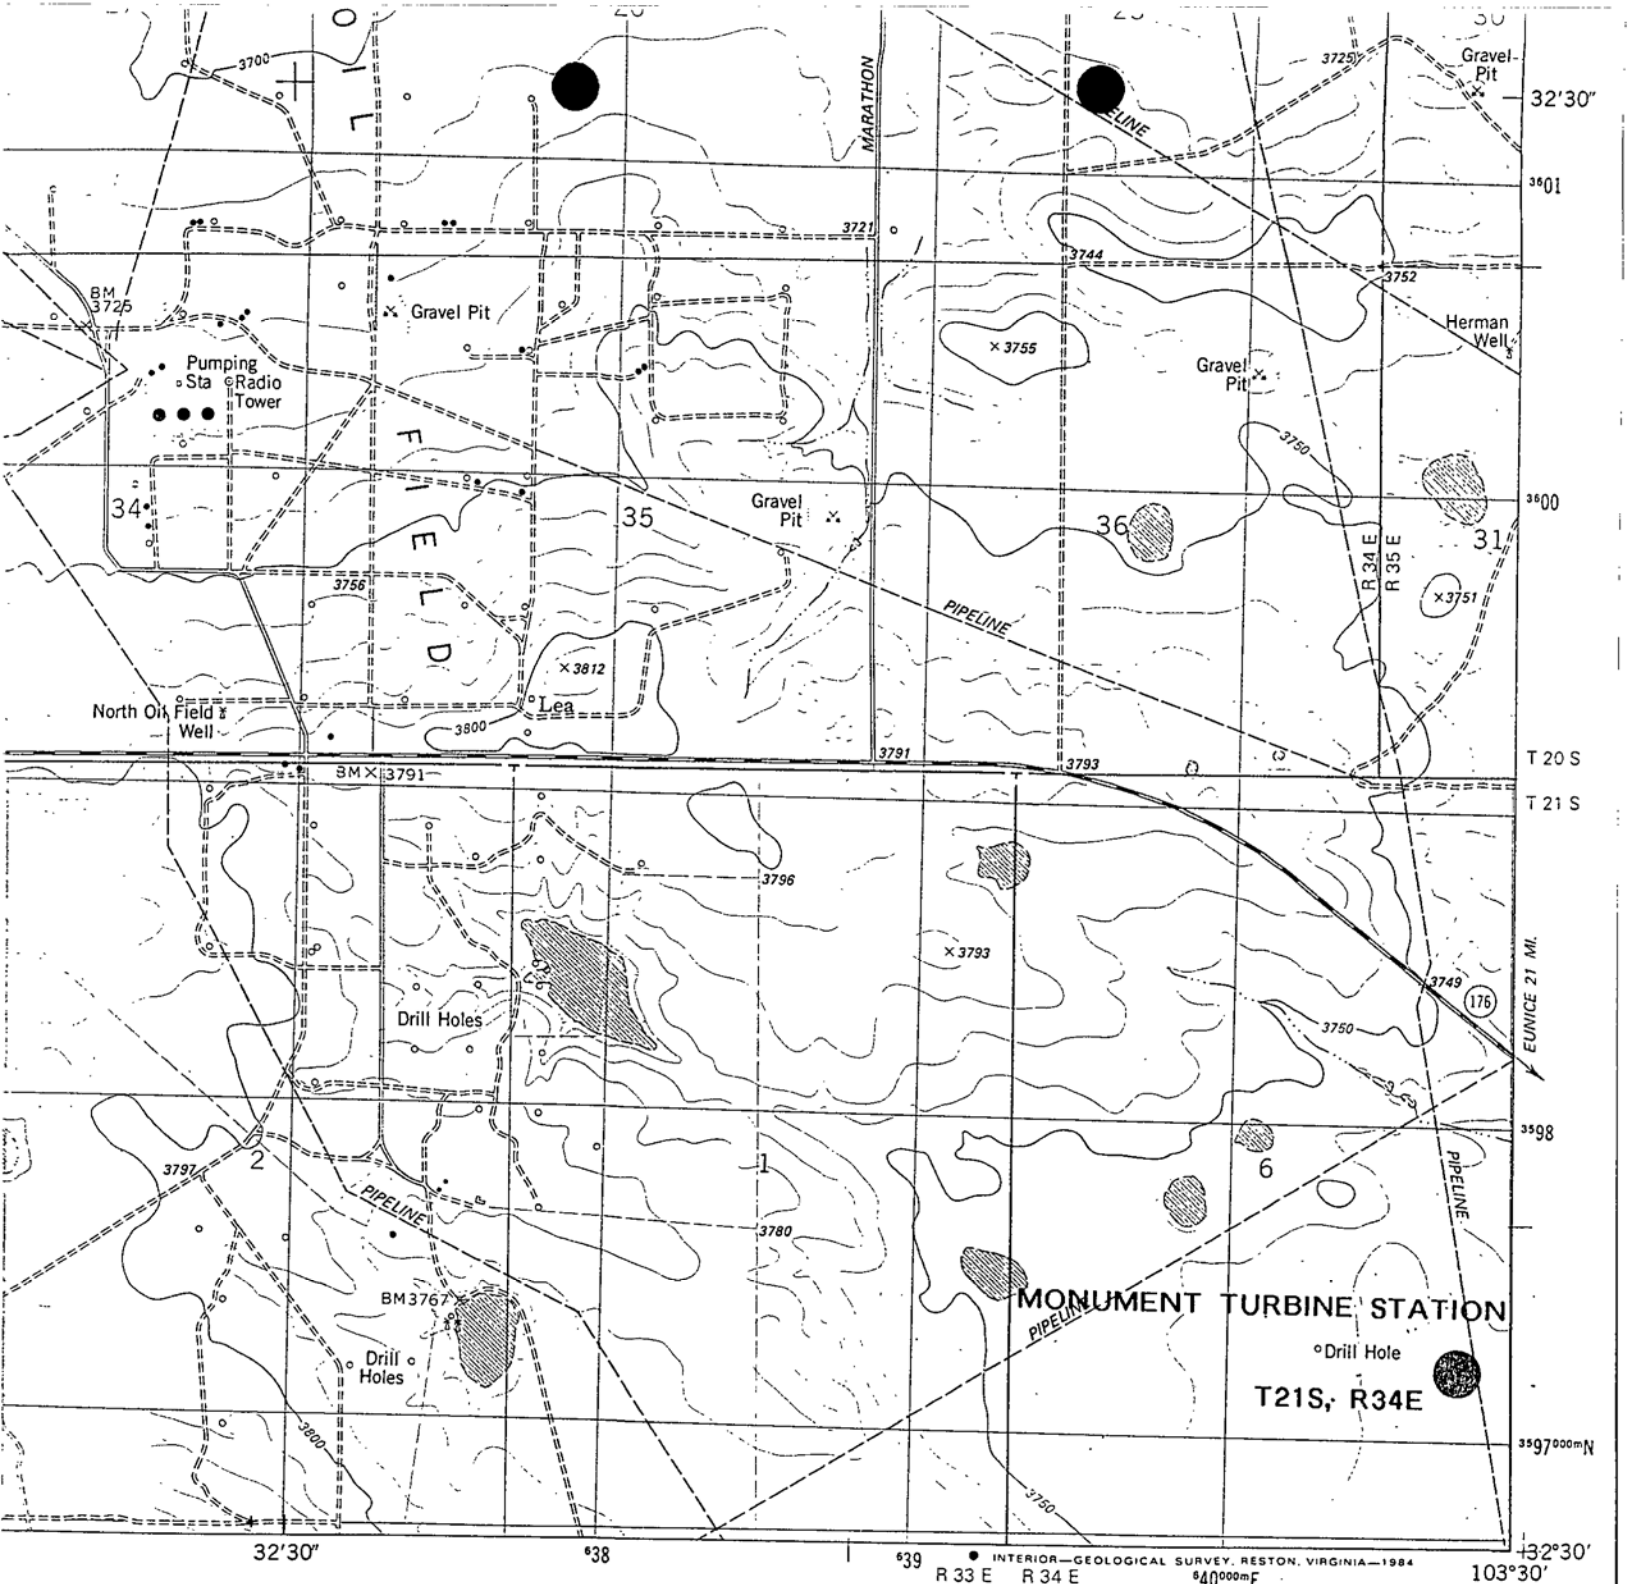 O
3700
3725
Gravel
Pit
32'30"
I
L
MARATHON
PIPELINE
3601
3721
3744
3752
BM
3725
Gravel Pit
Herman
Well
3755
Pumping
Sta
Radio
Tower
Gravel
Pit
F
3750
Gravel
Pit
3600
34
35
36
31
I
E
R 34 E
R 35 E
3756
L
PIPELINE
3751
D
3812
North Oil Field
Well
Lea
3800
3791
3793
T 20 S
BM X 3791
T 21 S
3796
3793
3749
176
EUNICE 21 MI.
Drill Holes
3750
3598
2
3797
1
6
PIPELINE
PIPELINE
3780
BM3767
MONUMENT TURBINE STATION
PIPELINE
Drill Hole
Drill
Holes
T21S, R34E
3800
3597000mN
3750
32'30"
638
639
INTERIOR—GEOLOGICAL SURVEY, RESTON, VIRGINIA—1984
32°30'
R 33 E
R 34 E
640000mE
103°30'